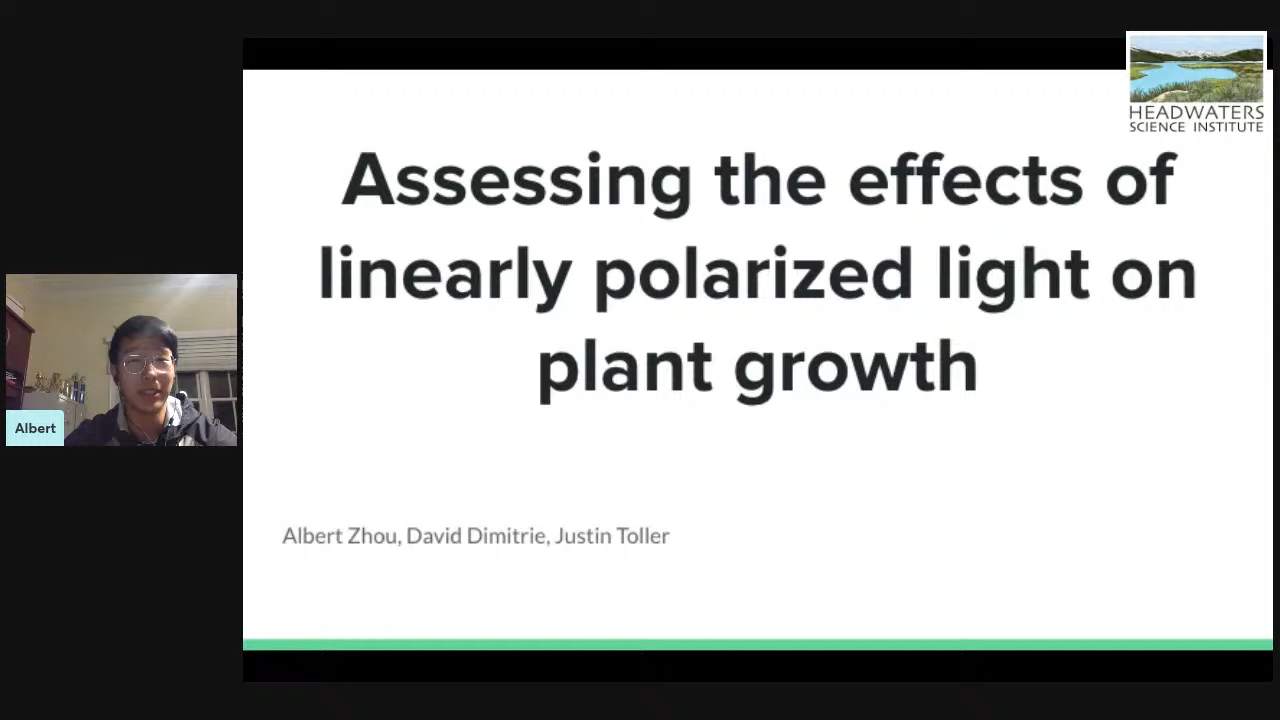 HEADWATERS
SCIENCE INSTITUTE
Assessing the effects of
linearly polarized light on
plant growth
Albert
Albert Zhou, David Dimitrie, Justin Toller